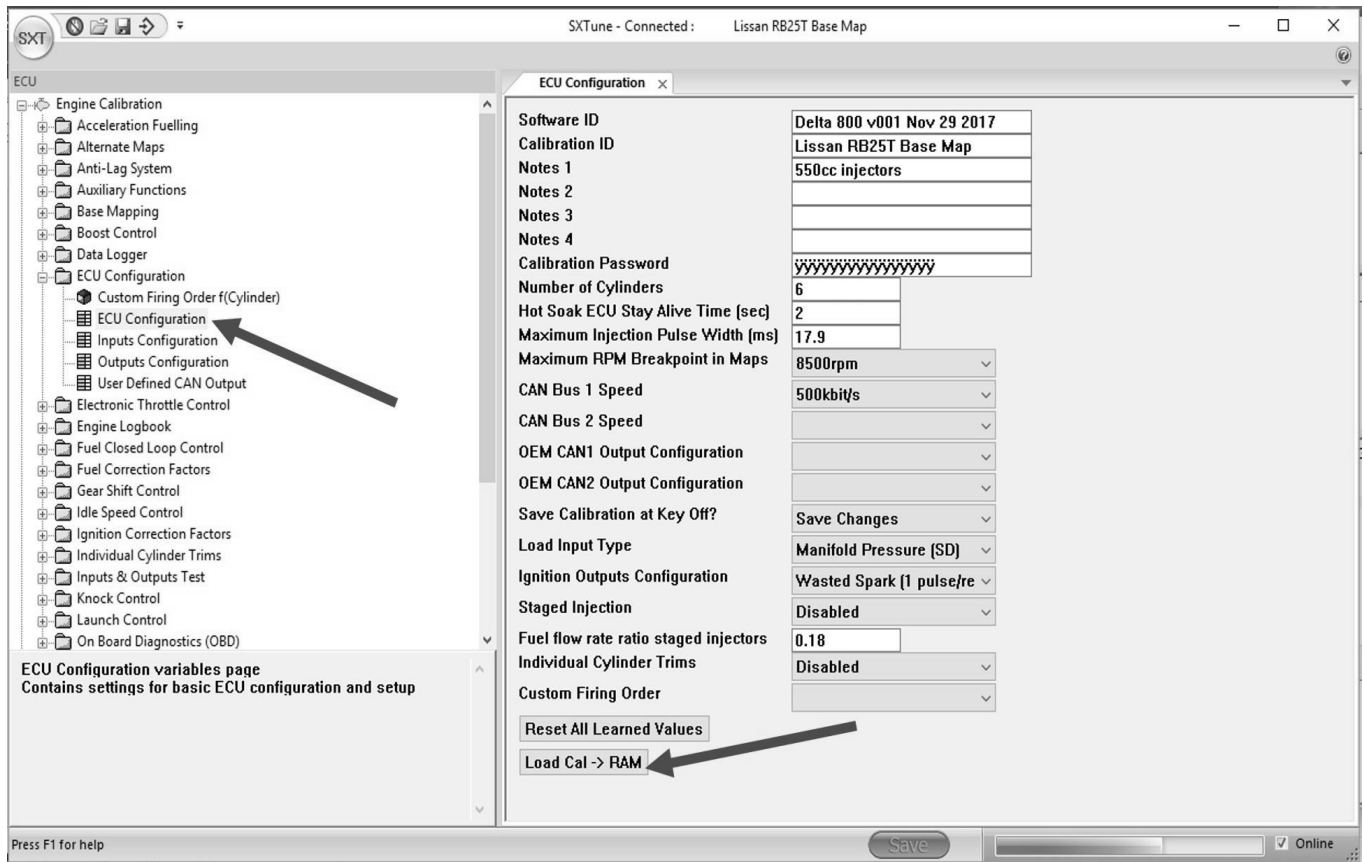 SXT
SXTune - Connected : Lissan RB25T Base Map
ECU
Engine Calibration
Acceleration Fuelling
Alternate Maps
Anti-Lag System
Auxiliary Functions
Base Mapping
Boost Control
Data Logger
ECU Configuration
Custom Firing Order f(Cylinder)
ECU Configuration
Inputs Configuration
Outputs Configuration
User Defined CAN Output
Electronic Throttle Control
Engine Logbook
Fuel Closed Loop Control
Fuel Correction Factors
Gear Shift Control
Idle Speed Control
Ignition Correction Factors
Individual Cylinder Trims
Inputs & Outputs Test
Knock Control
Launch Control
On Board Diagnostics (OBD)
ECU Configuration variables page
Contains settings for basic ECU configuration and setup
ECU Configuration
Software ID Delta 800 v001 Nov 29 2017
Calibration ID Lissan RB25T Base Map
Notes 1 550cc injectors
Notes 2
Notes 3
Notes 4
Calibration Password ÿÿÿÿÿÿÿÿÿÿÿÿÿÿÿÿ
Number of Cylinders 6
Hot Soak ECU Stay Alive Time (sec) 2
Maximum Injection Pulse Width (ms) 17.9
Maximum RPM Breakpoint in Maps 8500rpm
CAN Bus 1 Speed 500kbit/s
CAN Bus 2 Speed
OEM CAN1 Output Configuration
OEM CAN2 Output Configuration
Save Calibration at Key Off? Save Changes
Load Input Type Manifold Pressure (SD)
Ignition Outputs Configuration Wasted Spark (1 pulse/re
Staged Injection Disabled
Fuel flow rate ratio staged injectors 0.18
Individual Cylinder Trims Disabled
Custom Firing Order
Reset All Learned Values
Load Cal -> RAM
Press F1 for help Save Online